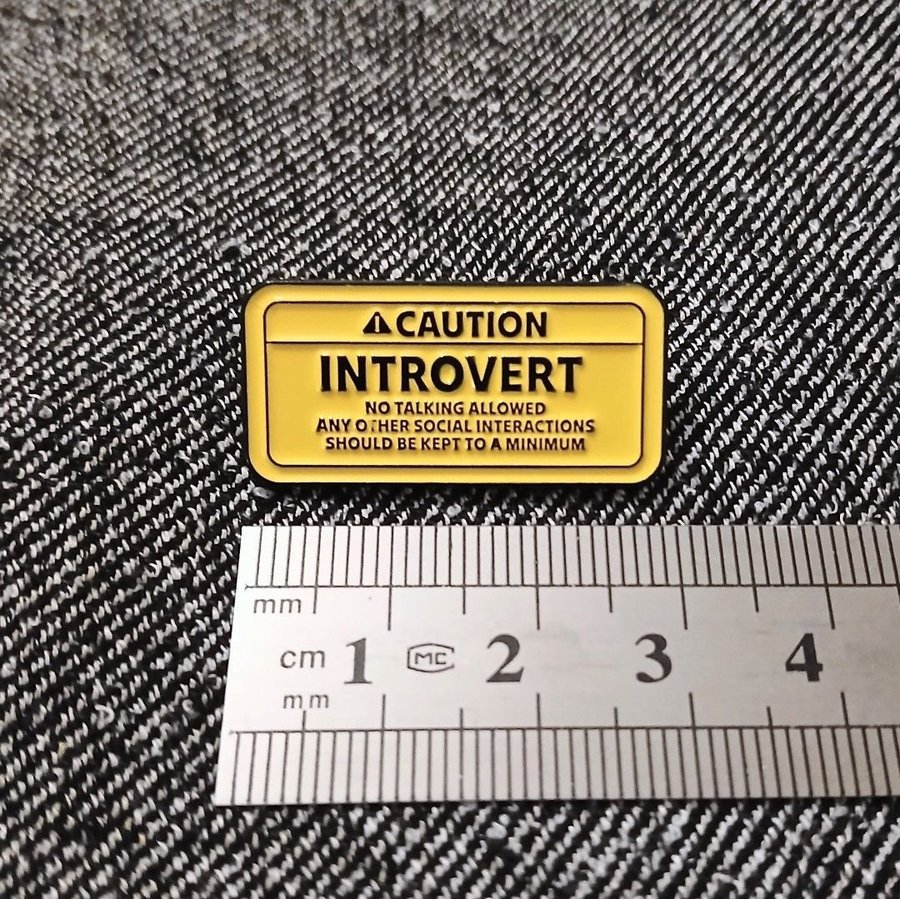 ⚠CAUTION
INTROVERT
NO TALKING ALLOWED
ANY OTHER SOCIAL INTERACTIONS
SHOULD BE KEPT TO A MINIMUM
mm
cm 1 MC 2 3 4
mm